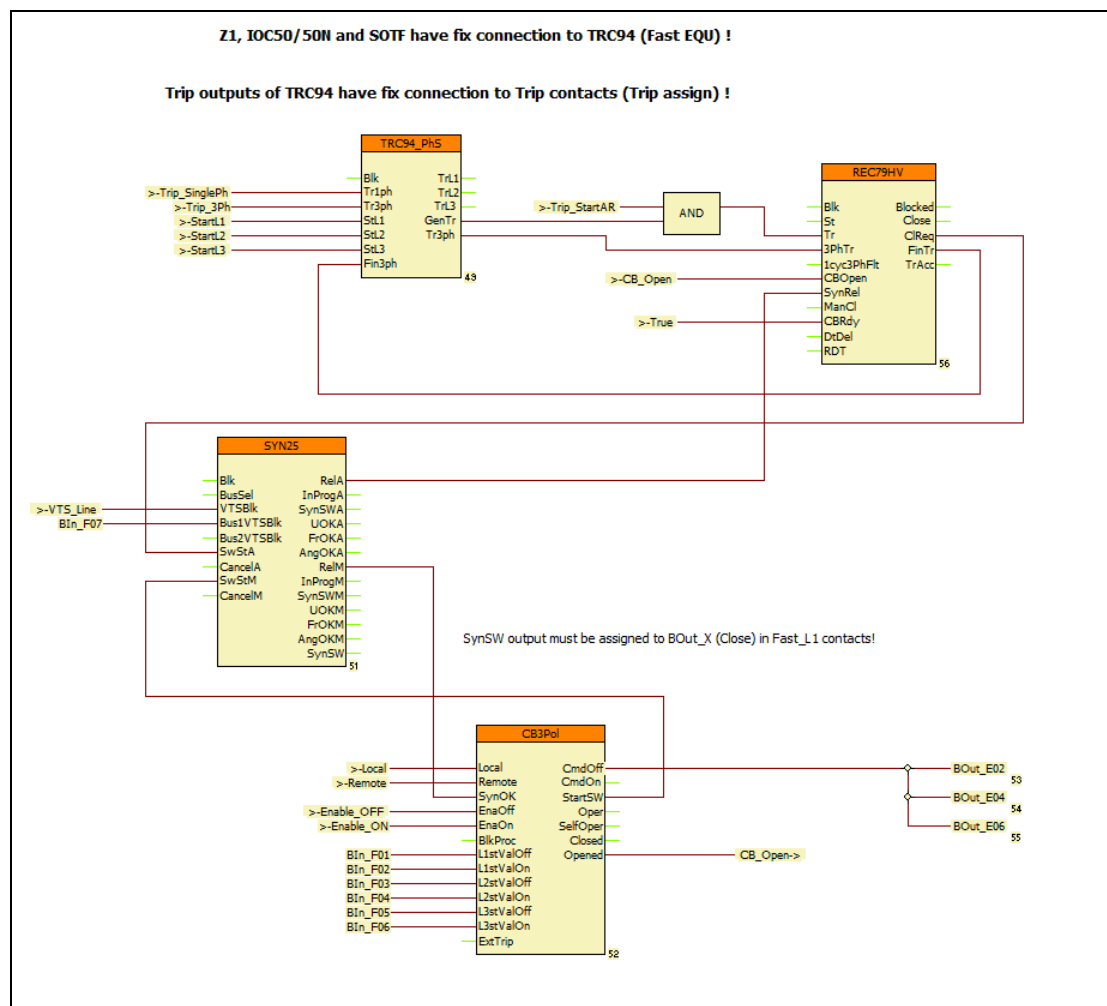 Z1, IOC50/50N and SOTF have fix connection to TRC94 (Fast EQU) !
Trip outputs of TRC94 have fix connection to Trip contacts (Trip assign) !
TRC94_PhS
Blk
Tr1ph
Tr3ph
StL1
StL2
StL3
Fin3ph
TrL1
TrL2
TrL3
GenTr
Tr3ph
49
>-Trip_SinglePh
>-Trip_3Ph
>-StartL1
>-StartL2
>-StartL3
>-Trip_StartAR
AND
REC79HV
Blk
St
Tr
3PhTr
1cyc3PhFlt
CBOpen
SynRel
ManCl
CBRdy
DtDel
RDT
Blocked
Close
ClReq
FinTr
TrAcc
56
>-CB_Open
>-True
SYN25
Blk
BusSel
VTSBlk
Bus1VTSBlk
Bus2VTSBlk
SwStA
CancelA
SwStM
CancelM
RelA
InProgA
SynSWA
UOKA
FrOKA
AngOKA
RelM
InProgM
SynSWM
UOKM
FrOKM
AngOKM
SynSW
51
>-VTS_Line
BIn_F07
SynSW output must be assigned to BOut_X (Close) in Fast_L1 contacts!
CB3Pol
Local
Remote
SynOK
EnaOff
EnaOn
BlkProc
L1stValOff
L1stValOn
L2stValOff
L2stValOn
L3stValOff
L3stValOn
ExtTrip
CmdOff
CmdOn
StartSW
Oper
SelfOper
Closed
Opened
52
>-Local
>-Remote
>-Enable_OFF
>-Enable_ON
BIn_F01
BIn_F02
BIn_F03
BIn_F04
BIn_F05
BIn_F06
CB_Open->
BOut_E02
53
BOut_E04
54
BOut_E06
55